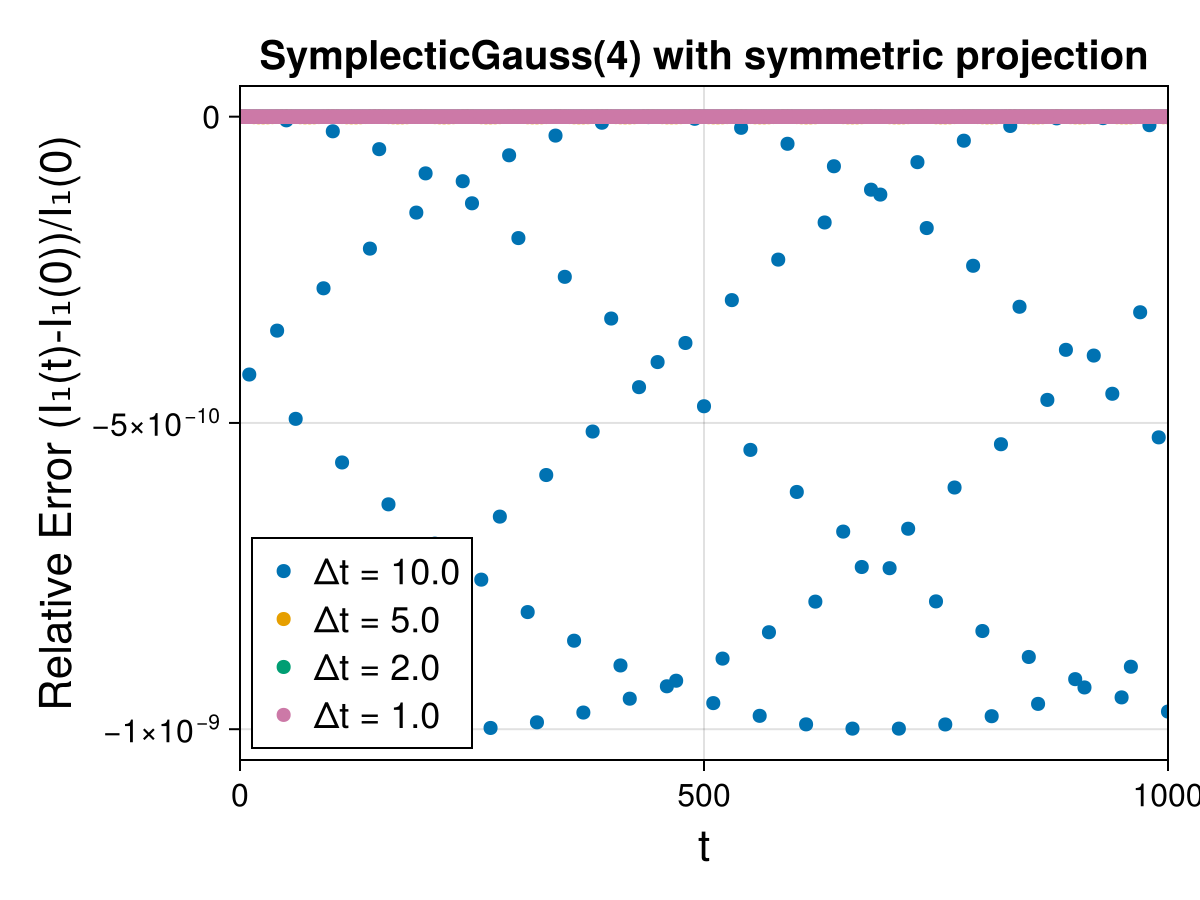 SymplecticGauss(4) with symmetric projection
Relative Error (I₁(t)-I₁(0))/I₁(0)
0
−5×10⁻¹⁰
−1×10⁻⁹
Δt = 10.0
Δt = 5.0
Δt = 2.0
Δt = 1.0
0
500
1000
t